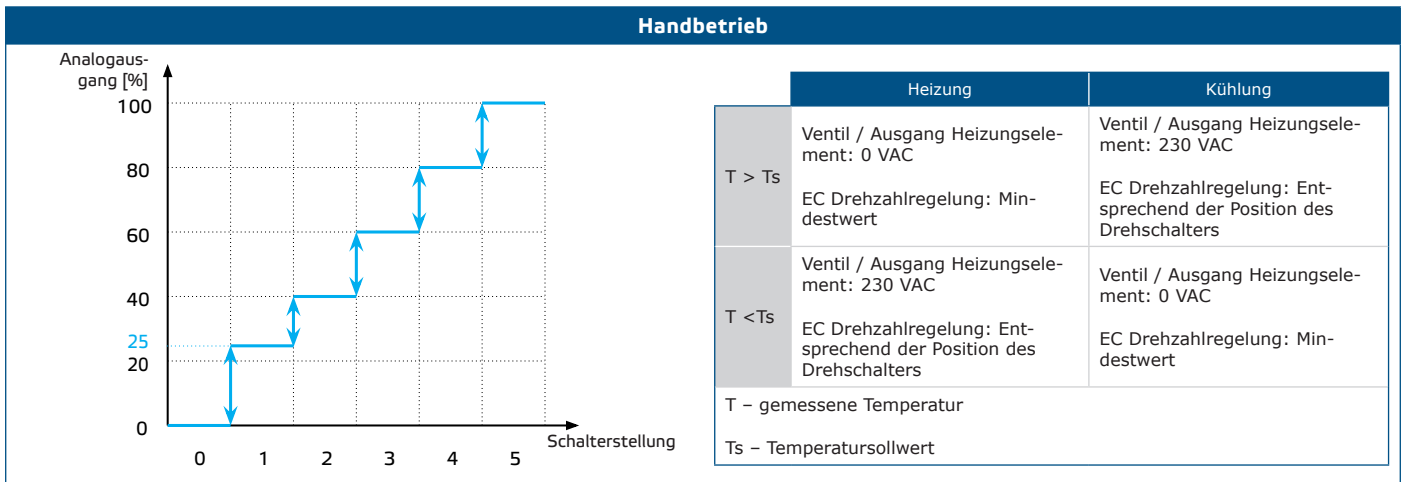 Handbetrieb
Analogaus-
gang [%]
100
80
60
40
25
20
0
0 1 2 3 4 5
Schalterstellung
Heizung Kühlung
T > Ts
Ventil / Ausgang Heizungsele-
ment: 0 VAC
EC Drehzahlregelung: Min-
destwert
Ventil / Ausgang Heizungsele-
ment: 230 VAC
EC Drehzahlregelung: Ent-
sprechend der Position des
Drehschalters
T <Ts
Ventil / Ausgang Heizungsele-
ment: 230 VAC
EC Drehzahlregelung: Ent-
sprechend der Position des
Drehschalters
Ventil / Ausgang Heizungsele-
ment: 0 VAC
EC Drehzahlregelung: Min-
destwert
T – gemessene Temperatur
Ts – Temperatursollwert